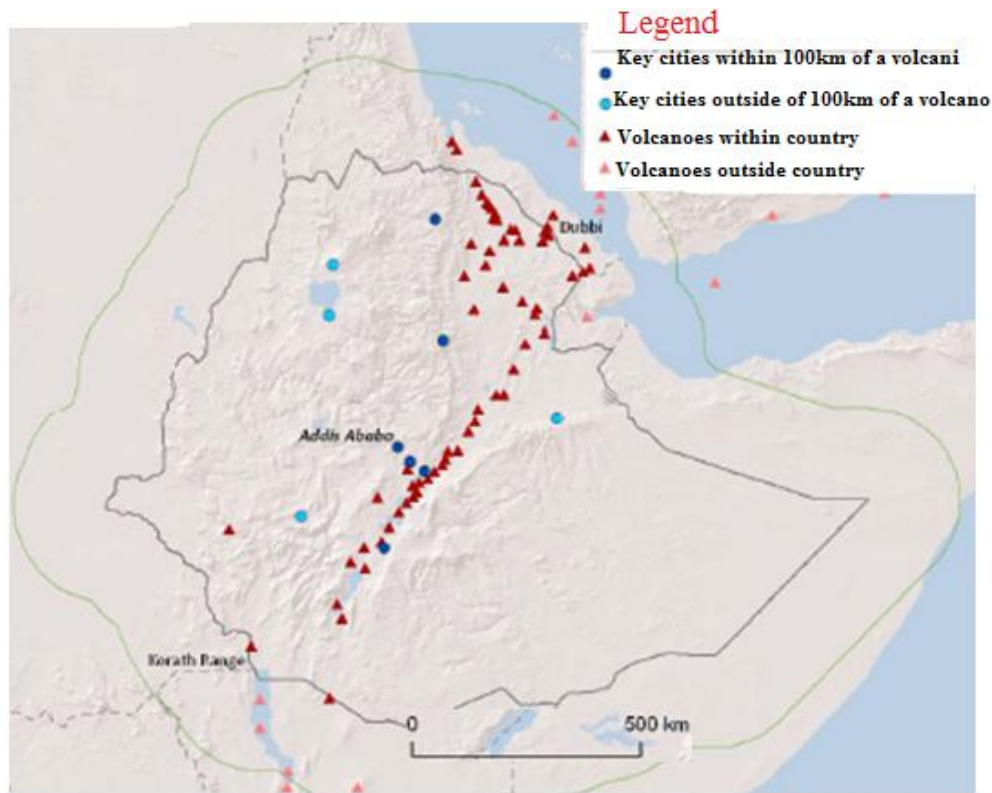 Legend
Key cities within 100km of a volcani
Key cities outside of 100km of a volcano
Volcanoes within country
Volcanoes outside country
Dubbi
Addis Ababa
Korath Range
0 500 km